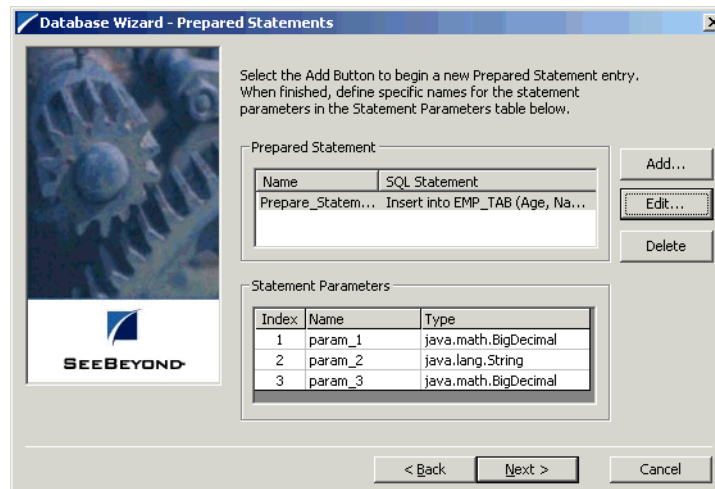 Database Wizard - Prepared Statements
Select the Add Button to begin a new Prepared Statement entry.
When finished, define specific names for the statement
parameters in the Statement Parameters table below.
Prepared Statement
Name SQL Statement
Prepare_Statem... Insert into EMP_TAB (Age, Na...
Add...
Edit...
Delete
Statement Parameters
Index Name Type
1 param_1 java.math.BigDecimal
2 param_2 java.lang.String
3 param_3 java.math.BigDecimal
SEEBEYOND
< Back Next > Cancel